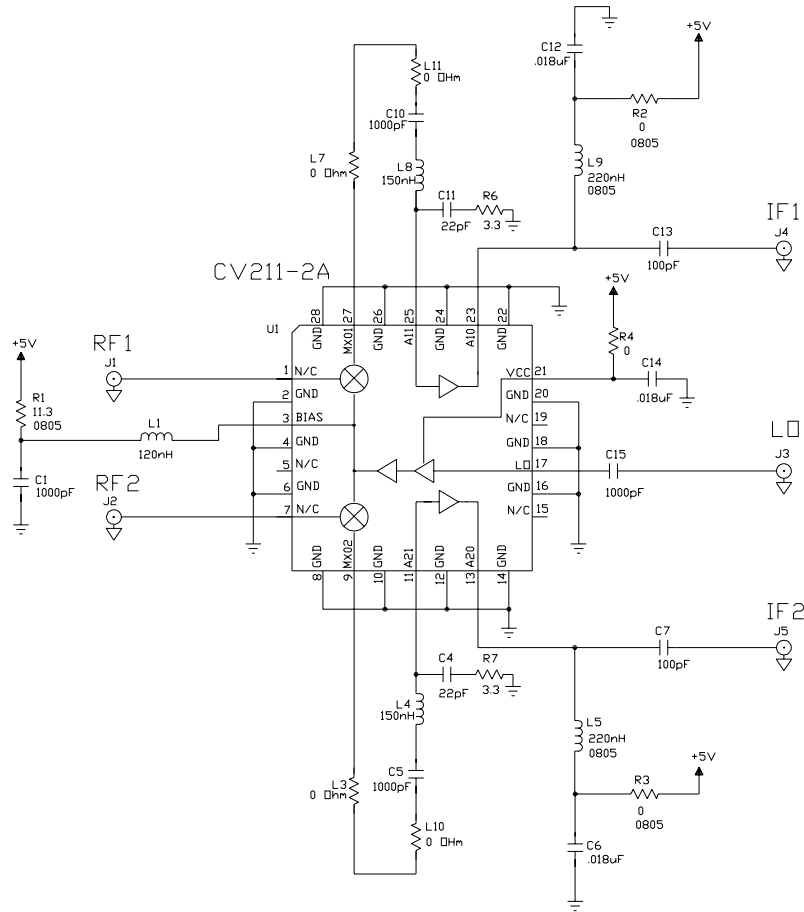 C12
.018uF
+5V
L11
0 OHm
C10
1000pF
R2
0
0805
L7
0 Ohm
L8
150nH
L9
220nH
0805
C11
22pF
R6
3.3
IF1
J4
C13
100pF
CV211-2A
+5V
U1
GND 28
MXO1 27
GND 26
A11 25
GND 24
A10 23
GND 22
R4
0
+5V
RF1
J1
1 N/C
VCC 21
C14
.018uF
2 GND
GND 20
R1
11.3
0805
L1
120nH
3 BIAS
N/C 19
4 GND
GND 18
LO
J3
5 N/C
LO 17
C15
1000pF
C1
1000pF
RF2
J2
6 GND
GND 16
7 N/C
N/C 15
8 GND
9 MXO2
10 GND
11 A21
12 GND
13 A20
14 GND
IF2
J5
C7
100pF
C4
22pF
R7
3.3
L4
150nH
L5
220nH
0805
+5V
C5
1000pF
L3
0 Ohm
R3
0
0805
L10
0 OHm
C6
.018uF